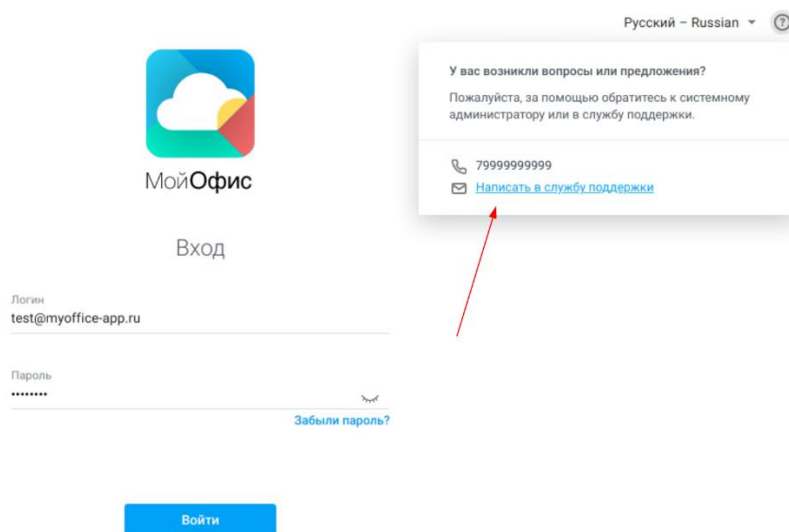 Русский – Russian
?
У вас возникли вопросы или предложения?
Пожалуйста, за помощью обратитесь к системному
администратору или в службу поддержки.
79999999999
Написать в службу поддержки
МойОфис
Вход
Логин
test@myoffice-app.ru
Пароль
••••••••
Забыли пароль?
Войти